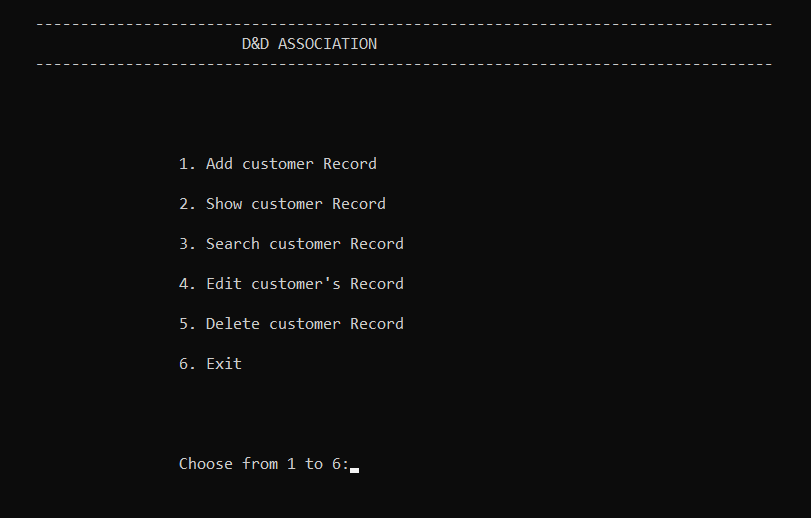 ----------------------------------------------------------------------------------
D&D ASSOCIATION
----------------------------------------------------------------------------------
1. Add customer Record
2. Show customer Record
3. Search customer Record
4. Edit customer's Record
5. Delete customer Record
6. Exit
Choose from 1 to 6: